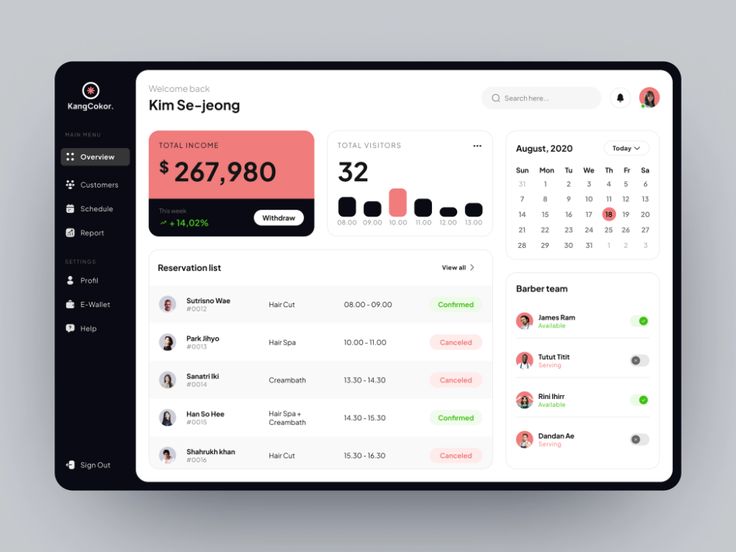 KangCokor.
MAIN MENU
Overview
Customers
Schedule
Report
SETTINGS
Profil
E-Wallet
Help
Sign Out
Welcome back
Kim Se-jeong
Search here...
TOTAL INCOME
$ 267,980
This week
+ 14,02%
Withdraw
TOTAL VISITORS
32
08.00 09.00 10.00 11.00 12.00 13.00
August, 2020
Today
Sun Mon Tu We Th Fr Sa
31 1 2 3 4 5 6
7 8 9 10 11 12 13
14 15 16 17 18 19 20
21 22 23 24 25 26 27
28 29 30 31 1 2 3
Reservation list
View all
Sutrisno Wae
#0012
Hair Cut
08.00 - 09.00
Confirmed
Park Jihyo
#0013
Hair Spa
10.00 - 11.00
Canceled
Sanatri Iki
#0014
Creambath
13.30 - 14.30
Canceled
Han So Hee
#0015
Hair Spa +
Creambath
14.30 - 15.30
Confirmed
Shahrukh khan
#0016
Hair Cut
15.30 - 16.30
Canceled
Barber team
James Ram
Available
Tutut Titit
Serving
Rini Ihirr
Available
Dandan Ae
Serving